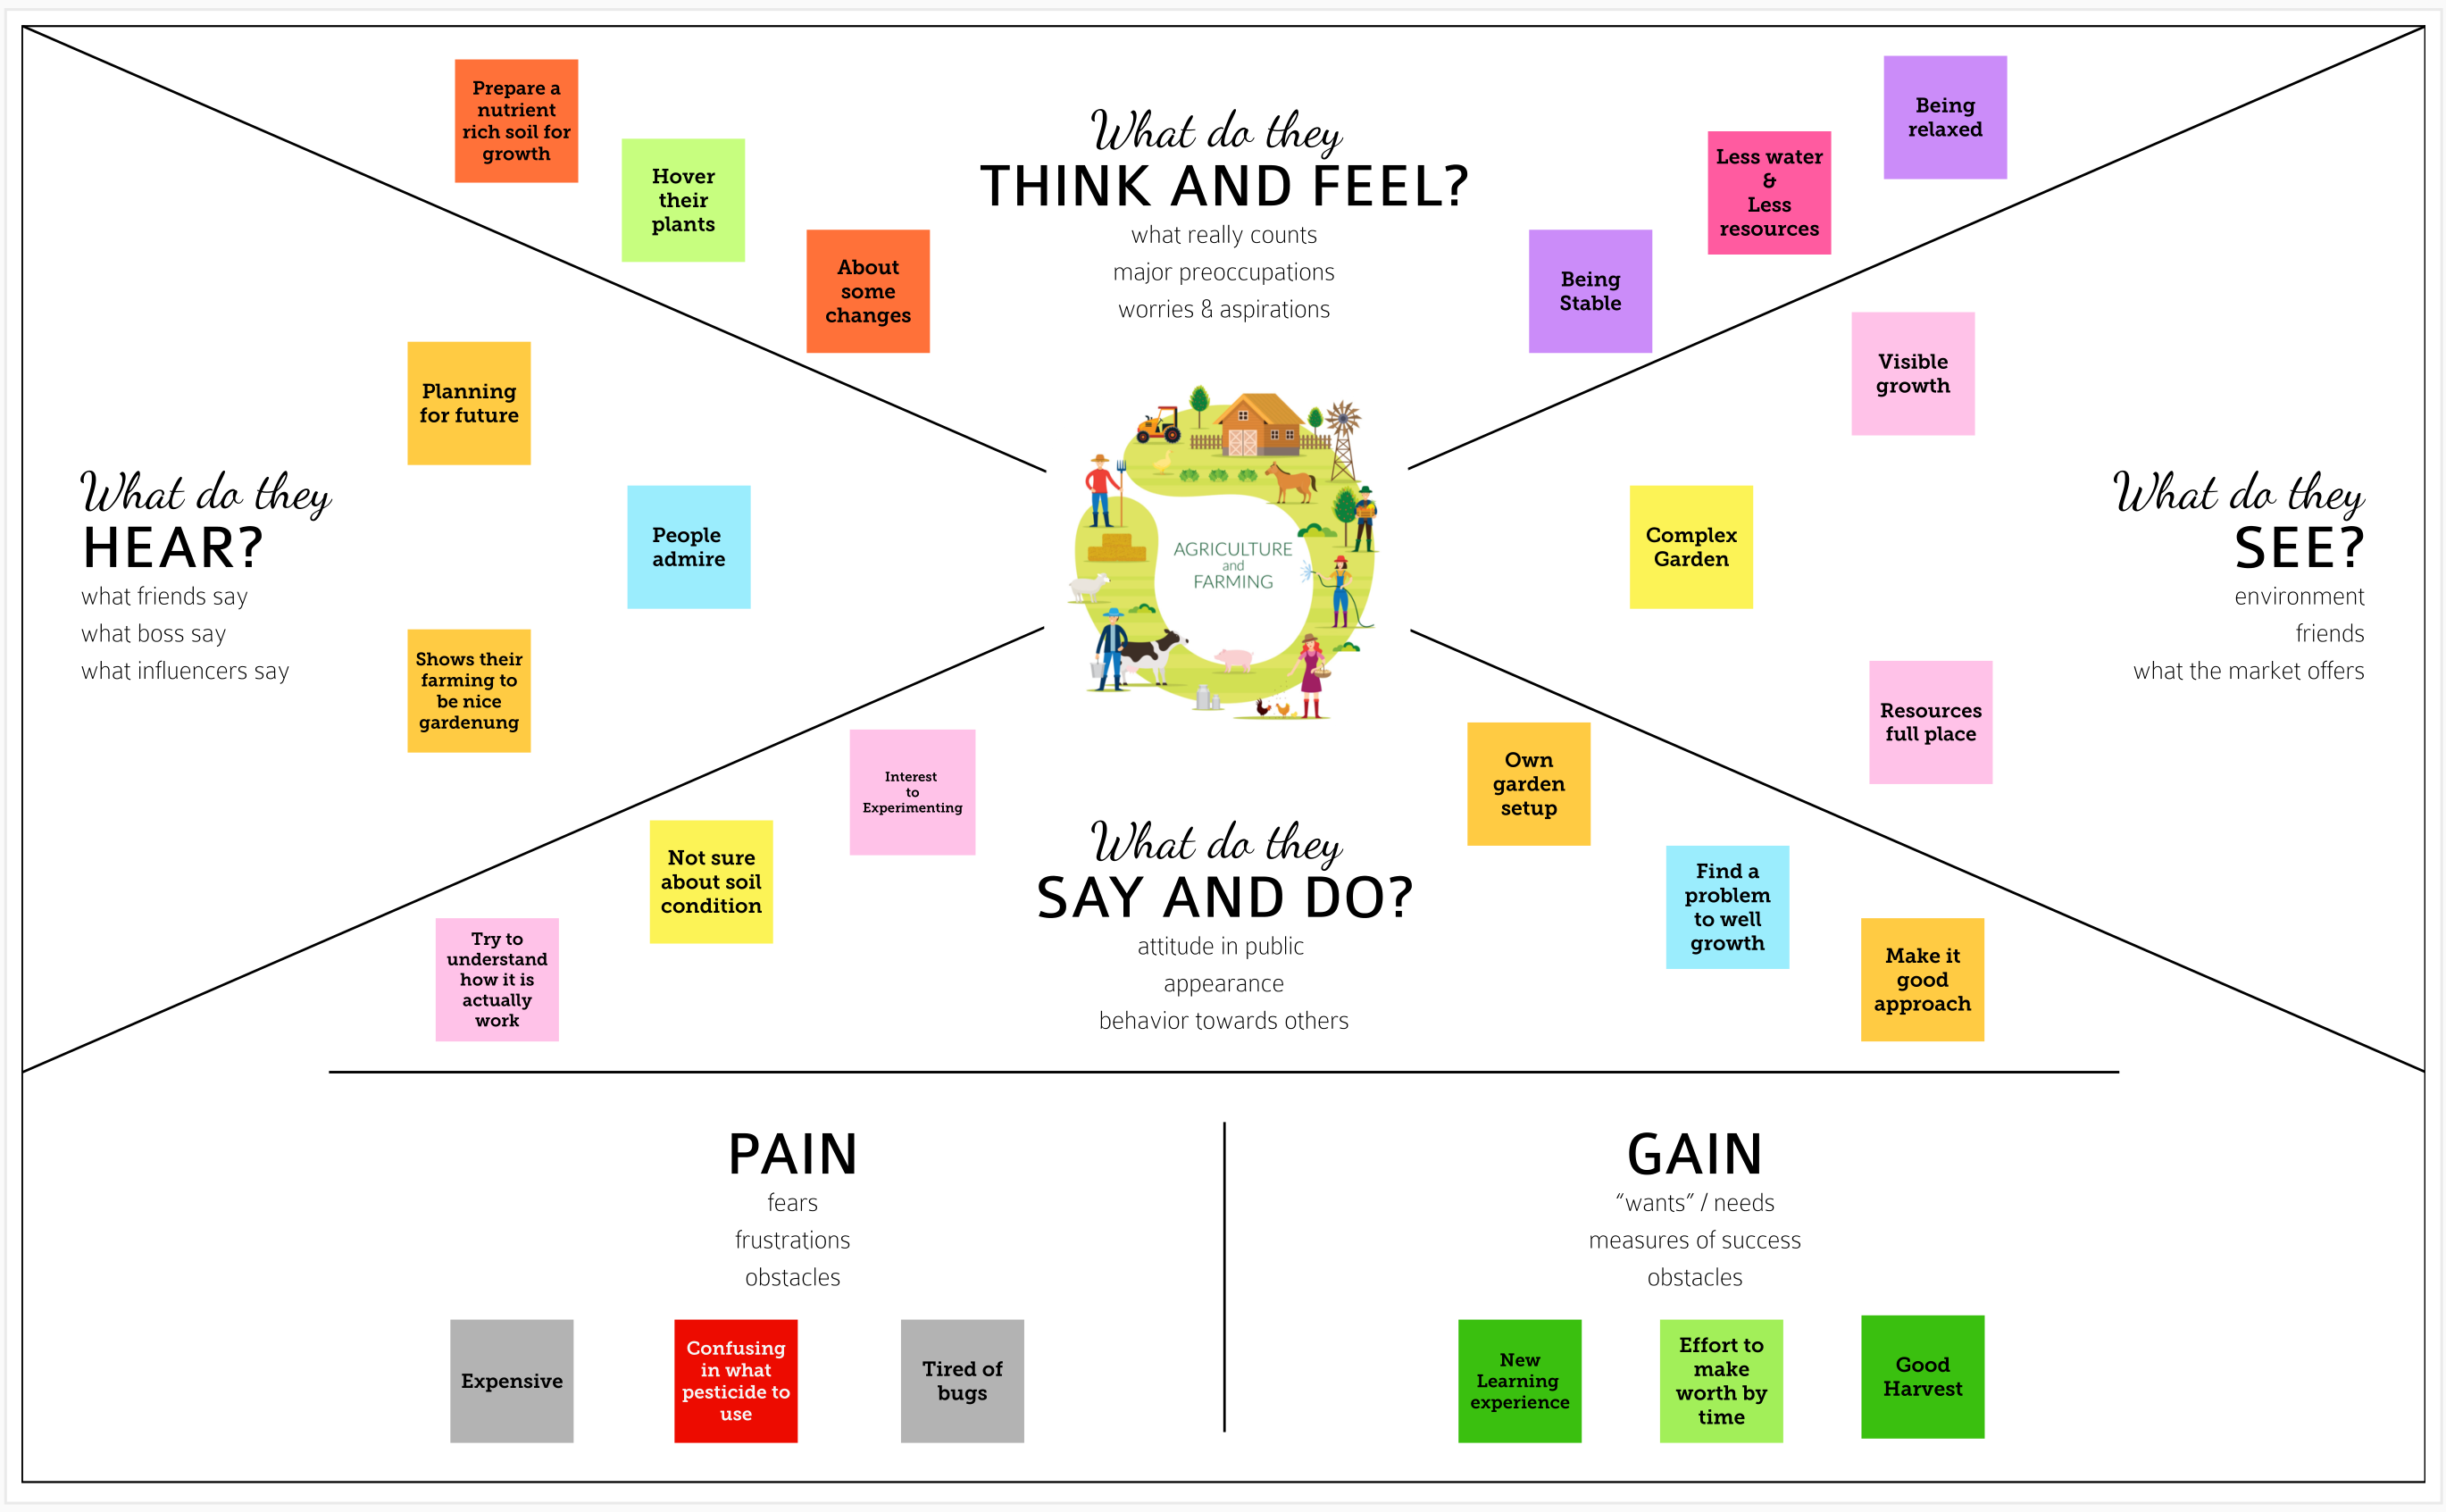 Prepare a
nutrient
rich soil for
growth
Hover
their
plants
About
some
changes
What do they
THINK AND FEEL?
what really counts
major preoccupations
worries & aspirations
Being
Stable
Less water
&
Less
resources
Being
relaxed
What do they
HEAR?
what friends say
what boss say
what influencers say
Planning
for future
People
admire
Shows their
farming to
be nice
gardenung
AGRICULTURE
and
FARMING
Visible
growth
Complex
Garden
Resources
full place
What do they
SEE?
environment
friends
what the market offers
Try to
understand
how it is
actually
work
Not sure
about soil
condition
Interest
to
Experimenting
What do they
SAY AND DO?
attitude in public
appearance
behavior towards others
Own
garden
setup
Find a
problem
to well
growth
Make it
good
approach
PAIN
fears
frustrations
obstacles
Expensive
Confusing
in what
pesticide to
use
Tired of
bugs
GAIN
“wants” / needs
measures of success
obstacles
New
Learning
experience
Effort to
make
worth by
time
Good
Harvest